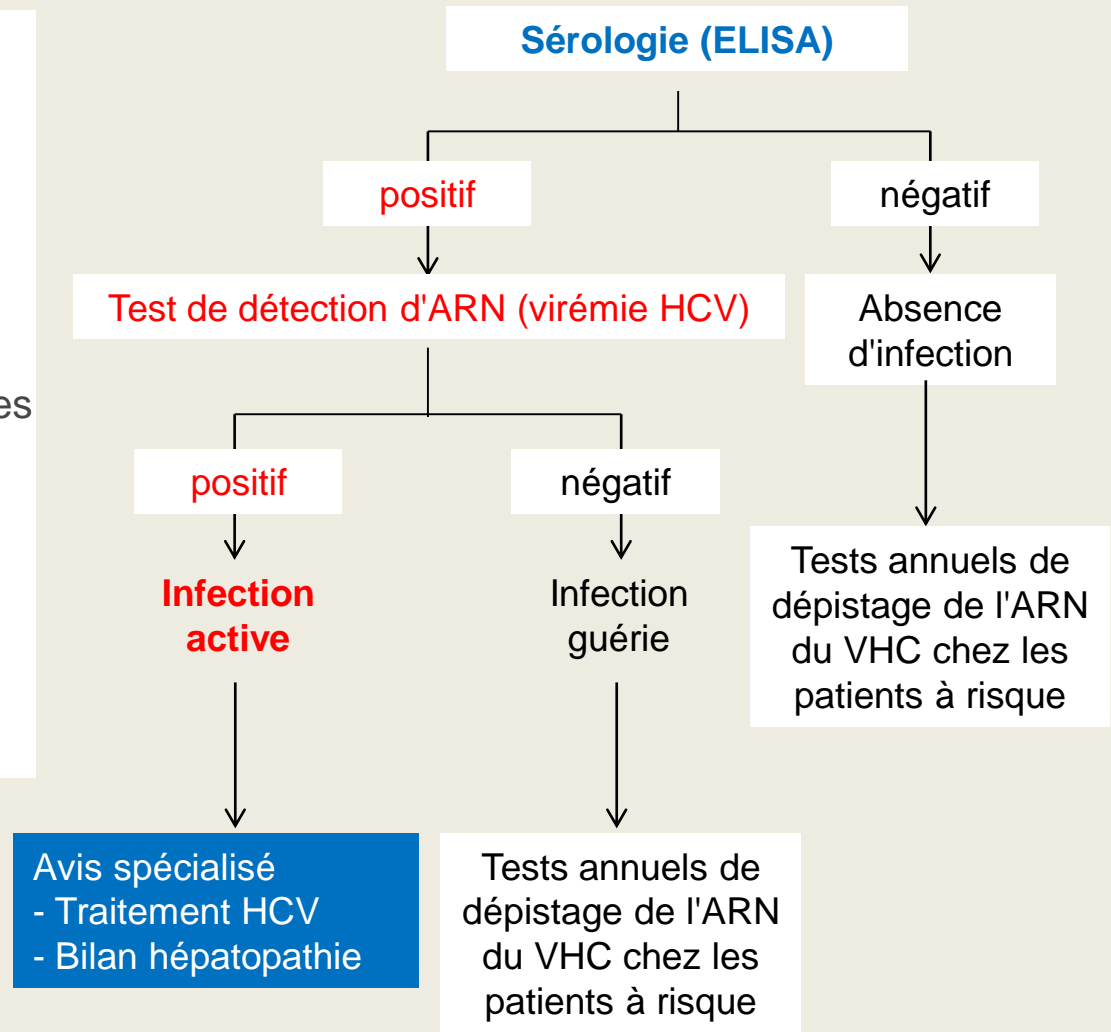 Sérologie (ELISA)
positif
négatif
Test de détection d'ARN (virémie HCV)
Absence
d'infection
es
positif
négatif
Infection
active
Infection
guérie
Tests annuels de
dépistage de l'ARN
du VHC chez les
patients à risque
Avis spécialisé
- Traitement HCV
- Bilan hépatopathie
Tests annuels de
dépistage de l'ARN
du VHC chez les
patients à risque